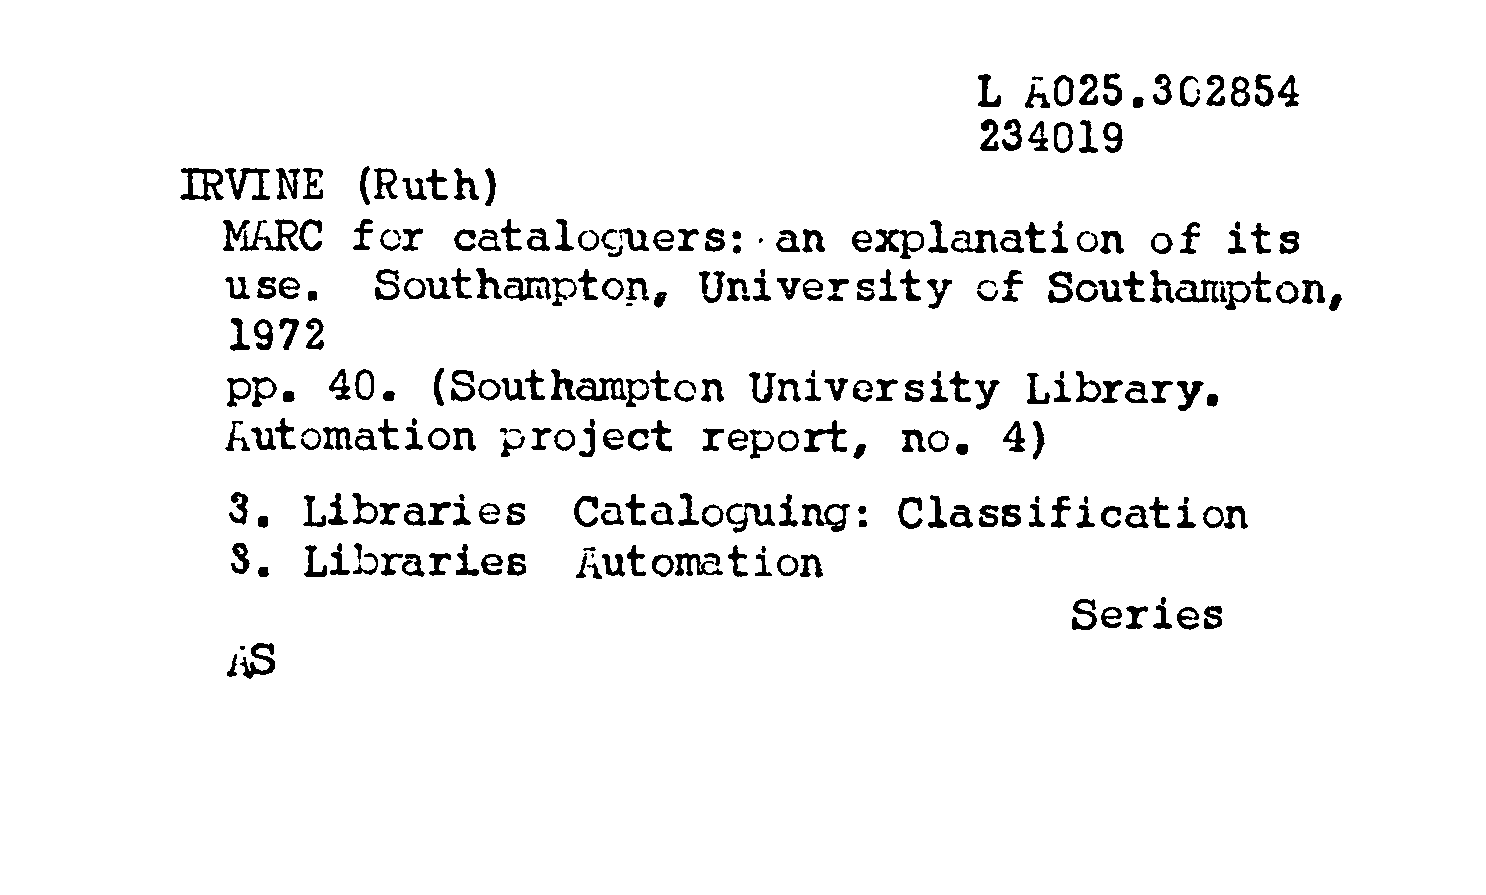 L A025.302854
234019
IRVINE (Ruth)
MARC for cataloguers: an explanation of its
use. Southampton, University of Southampton,
1972
pp. 40. (Southampton University Library.
Automation project report, no. 4)
3. Libraries Cataloguing: Classification
3. Libraries Automation
Series
AS